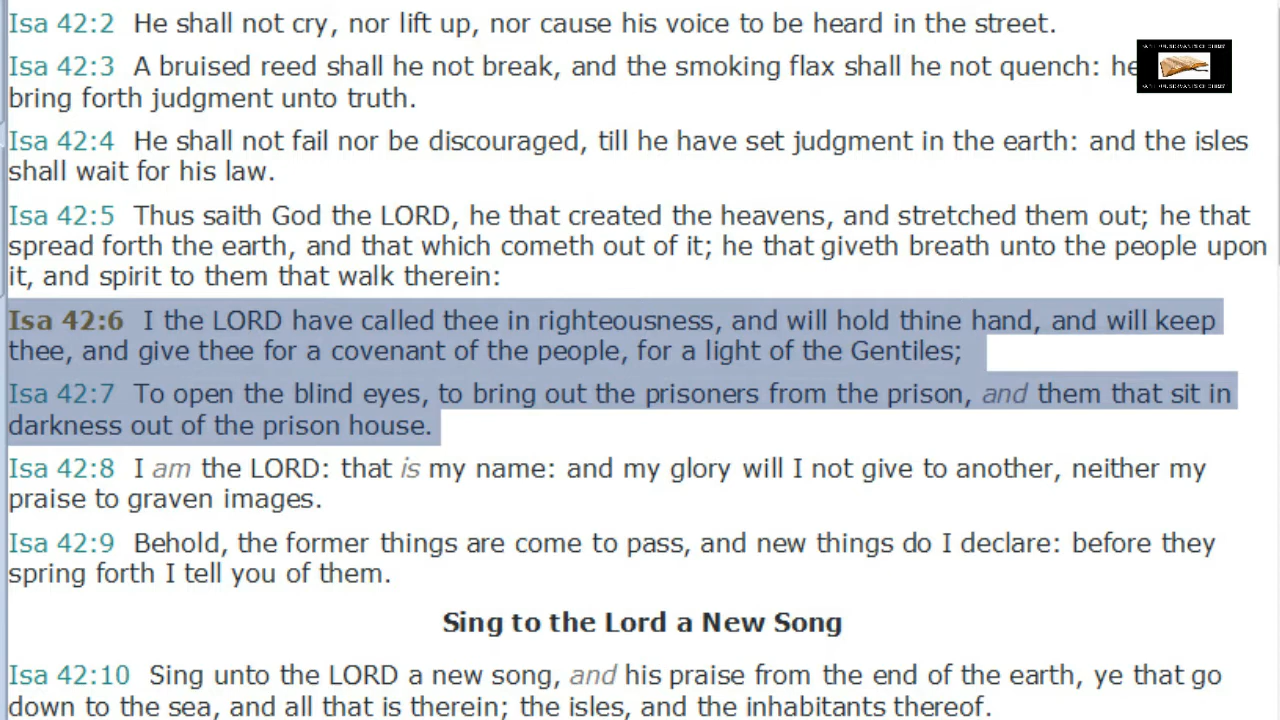 Isa 42:2 He shall not cry, nor lift up, nor cause his voice to be heard in the street.
Isa 42:3 A bruised reed shall he not break, and the smoking flax shall he not quench: he
bring forth judgment unto truth.
Isa 42:4 He shall not fail nor be discouraged, till he have set judgment in the earth: and the isles
shall wait for his law.
Isa 42:5 Thus saith God the LORD, he that created the heavens, and stretched them out; he that
spread forth the earth, and that which cometh out of it; he that giveth breath unto the people upon
it, and spirit to them that walk therein:
Isa 42:6 I the LORD have called thee in righteousness, and will hold thine hand, and will keep
thee, and give thee for a covenant of the people, for a light of the Gentiles;
Isa 42:7 To open the blind eyes, to bring out the prisoners from the prison, and them that sit in
darkness out of the prison house.
Isa 42:8 I am the LORD: that is my name: and my glory will I not give to another, neither my
praise to graven images.
Isa 42:9 Behold, the former things are come to pass, and new things do I declare: before they
spring forth I tell you of them.
Sing to the Lord a New Song
Isa 42:10 Sing unto the LORD a new song, and his praise from the end of the earth, ye that go
down to the sea, and all that is therein; the isles, and the inhabitants thereof.